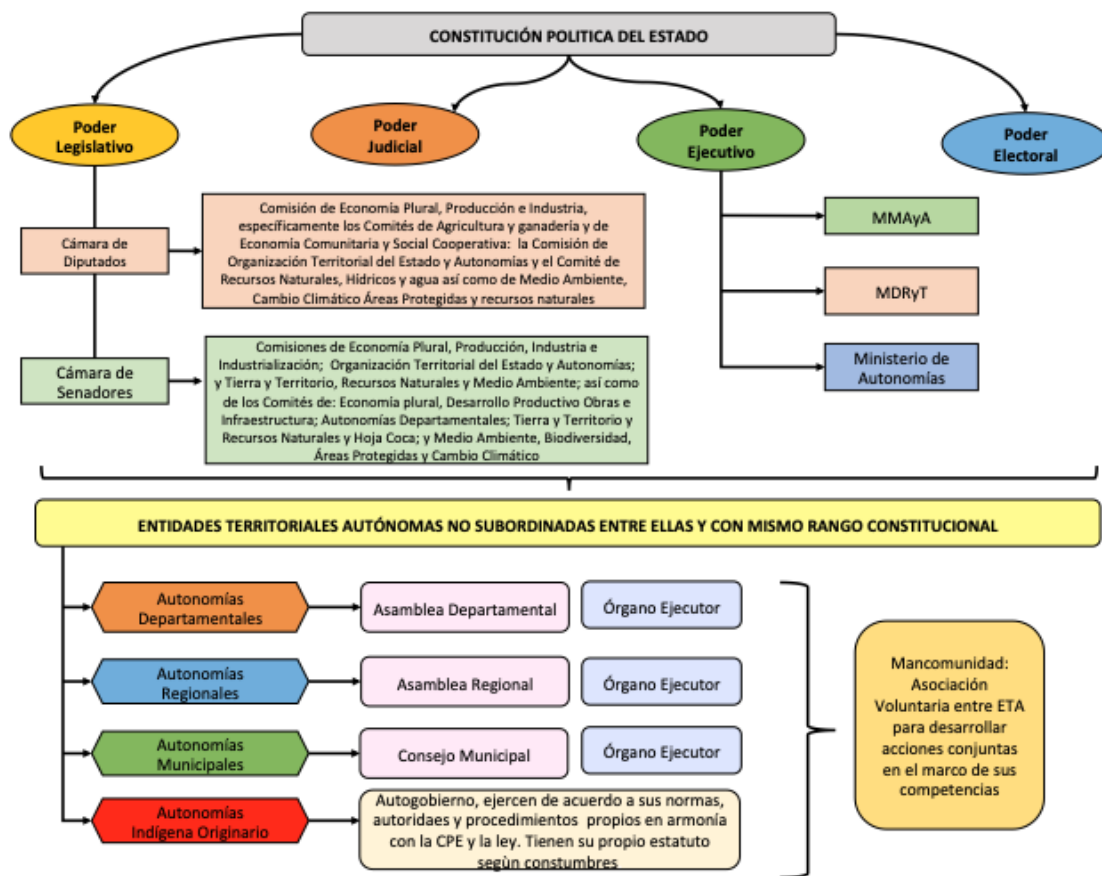 CONSTITUCIÓN POLITICA DEL ESTADO
Poder
Legislativo
Poder
Judicial
Poder
Ejecutivo
Poder
Electoral
Cámara de
Diputados
Comisión de Economía Plural, Producción e Industria,
específicamente los Comités de Agricultura y ganadería y de
Economía Comunitaria y Social Cooperativa: la Comisión de
Organización Territorial del Estado y Autonomías y el Comité de
Recursos Naturales, Hídricos y agua así como de Medio Ambiente,
Cambio Climático Áreas Protegidas y recursos naturales
MMAyA
MDRyT
Cámara de
Senadores
Comisiones de Economía Plural, Producción, Industria e
Industrialización; Organización Territorial del Estado y Autonomías;
y Tierra y Territorio, Recursos Naturales y Medio Ambiente; así como
de los Comités de: Economía plural, Desarrollo Productivo Obras e
Infraestructura; Autonomías Departamentales; Tierra y Territorio y
Recursos Naturales y Hoja Coca; y Medio Ambiente, Biodiversidad,
Áreas Protegidas y Cambio Climático
Ministerio de
Autonomías
ENTIDADES TERRITORIALES AUTÓNOMAS NO SUBORDINADAS ENTRE ELLAS Y CON MISMO RANGO CONSTITUCIONAL
Autonomías
Departamentales
Asamblea Departamental
Órgano Ejecutor
Autonomías
Regionales
Asamblea Regional
Órgano Ejecutor
Autonomías
Municipales
Consejo Municipal
Órgano Ejecutor
Autonomías
Indígena Originario
Autogobierno, ejercen de acuerdo a sus normas,
autoridaes y procedimientos propios en armonía
con la CPE y la ley. Tienen su propio estatuto
segùn constumbres
Mancomunidad:
Asociación
Voluntaria entre ETA
para desarrollar
acciones conjuntas
en el marco de sus
competencias